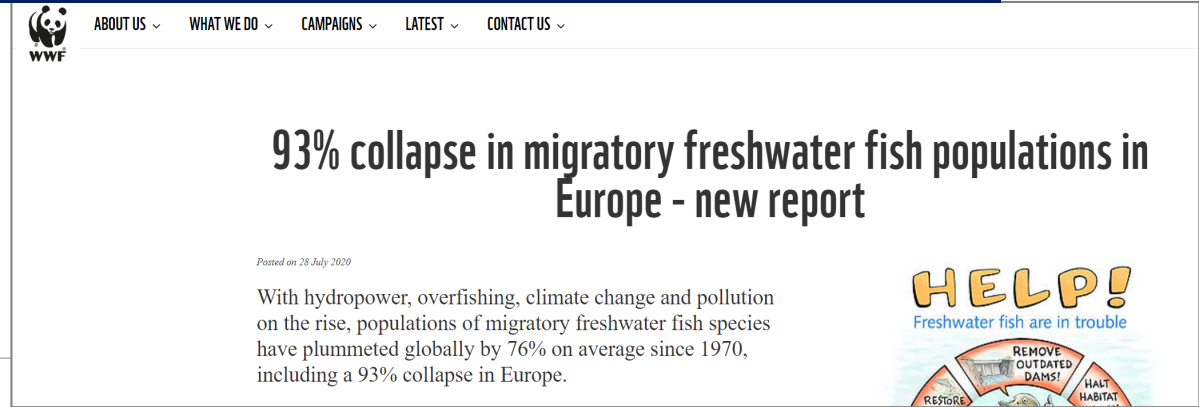 WWF
ABOUT US
WHAT WE DO
CAMPAIGNS
LATEST
CONTACT US
93% collapse in migratory freshwater fish populations in
Europe - new report
Posted on 28 July 2020
With hydropower, overfishing, climate change and pollution
on the rise, populations of migratory freshwater fish species
have plummeted globally by 76% on average since 1970,
including a 93% collapse in Europe.
HELP!
Freshwater fish are in trouble
REMOVE
OUTDATED
DAMS!
HALT
HABITAT
RESTORE